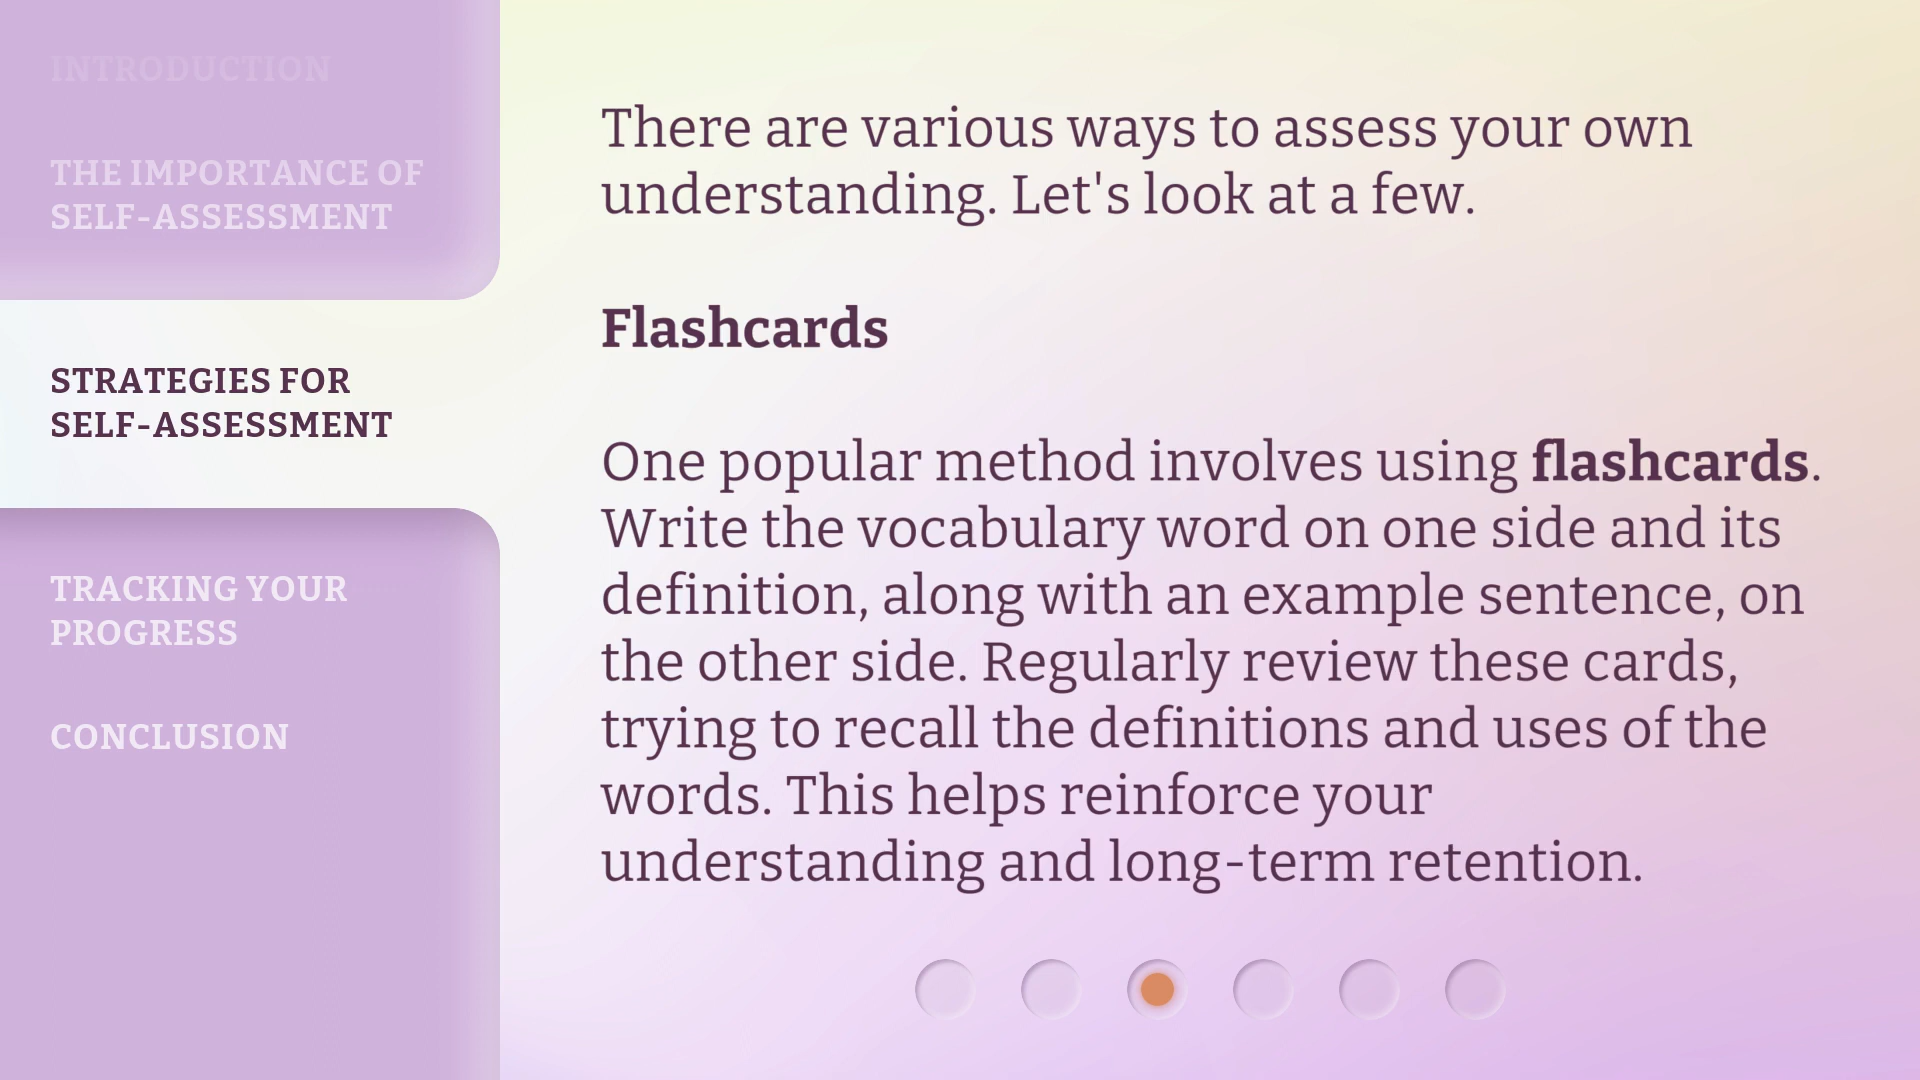 INTRODUCTION
THE IMPORTANCE OF
SELF-ASSESSMENT
STRATEGIES FOR
SELF-ASSESSMENT
TRACKING YOUR
PROGRESS
CONCLUSION
There are various ways to assess your own
understanding. Let's look at a few.
Flashcards
One popular method involves using flashcards.
Write the vocabulary word on one side and its
definition, along with an example sentence, on
the other side. Regularly review these cards,
trying to recall the definitions and uses of the
words. This helps reinforce your
understanding and long-term retention.